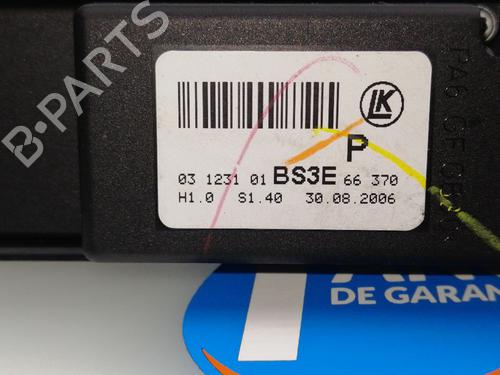 B-PARTS
LK
P
03 1231 01 BS3E 66 370
H1.0 S1.40 30.08.2006
DE GARAN